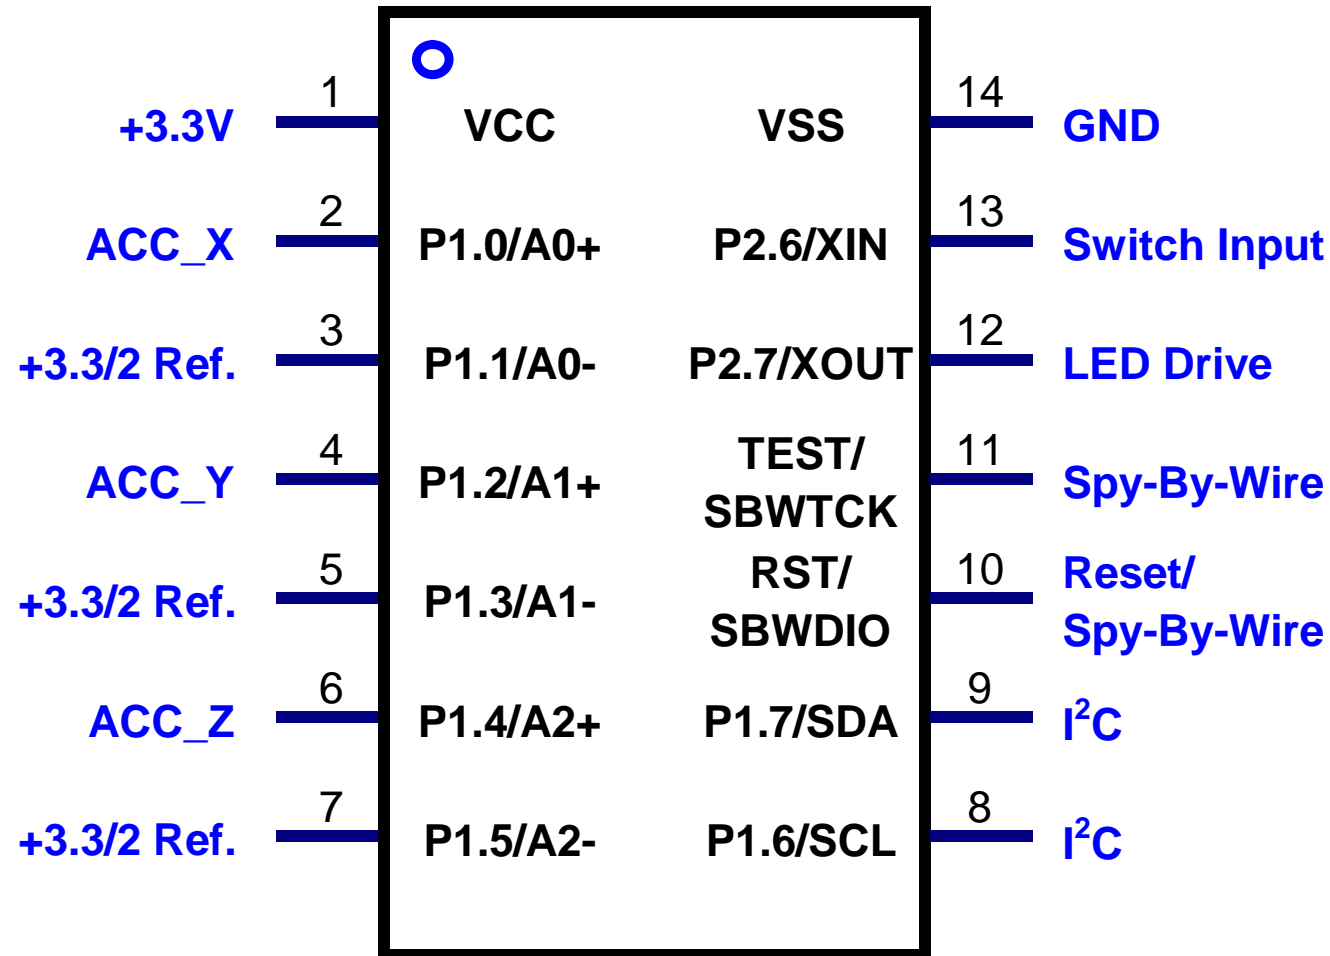 1 14
+3.3V VCC VSS GND
2 13
ACC_X P1.0/A0+ P2.6/XIN Switch Input
3 12
+3.3/2 Ref. P1.1/A0- P2.7/XOUT LED Drive
4 TEST/ 11
ACC_Y P1.2/A1+ SBWTCK Spy-By-Wire
5 RST/ 10 Reset/
+3.3/2 Ref. P1.3/A1- SBWDIO Spy-By-Wire
6 9
ACC_Z P1.4/A2+ P1.7/SDA I²C
7 8
+3.3/2 Ref. P1.5/A2- P1.6/SCL I²C